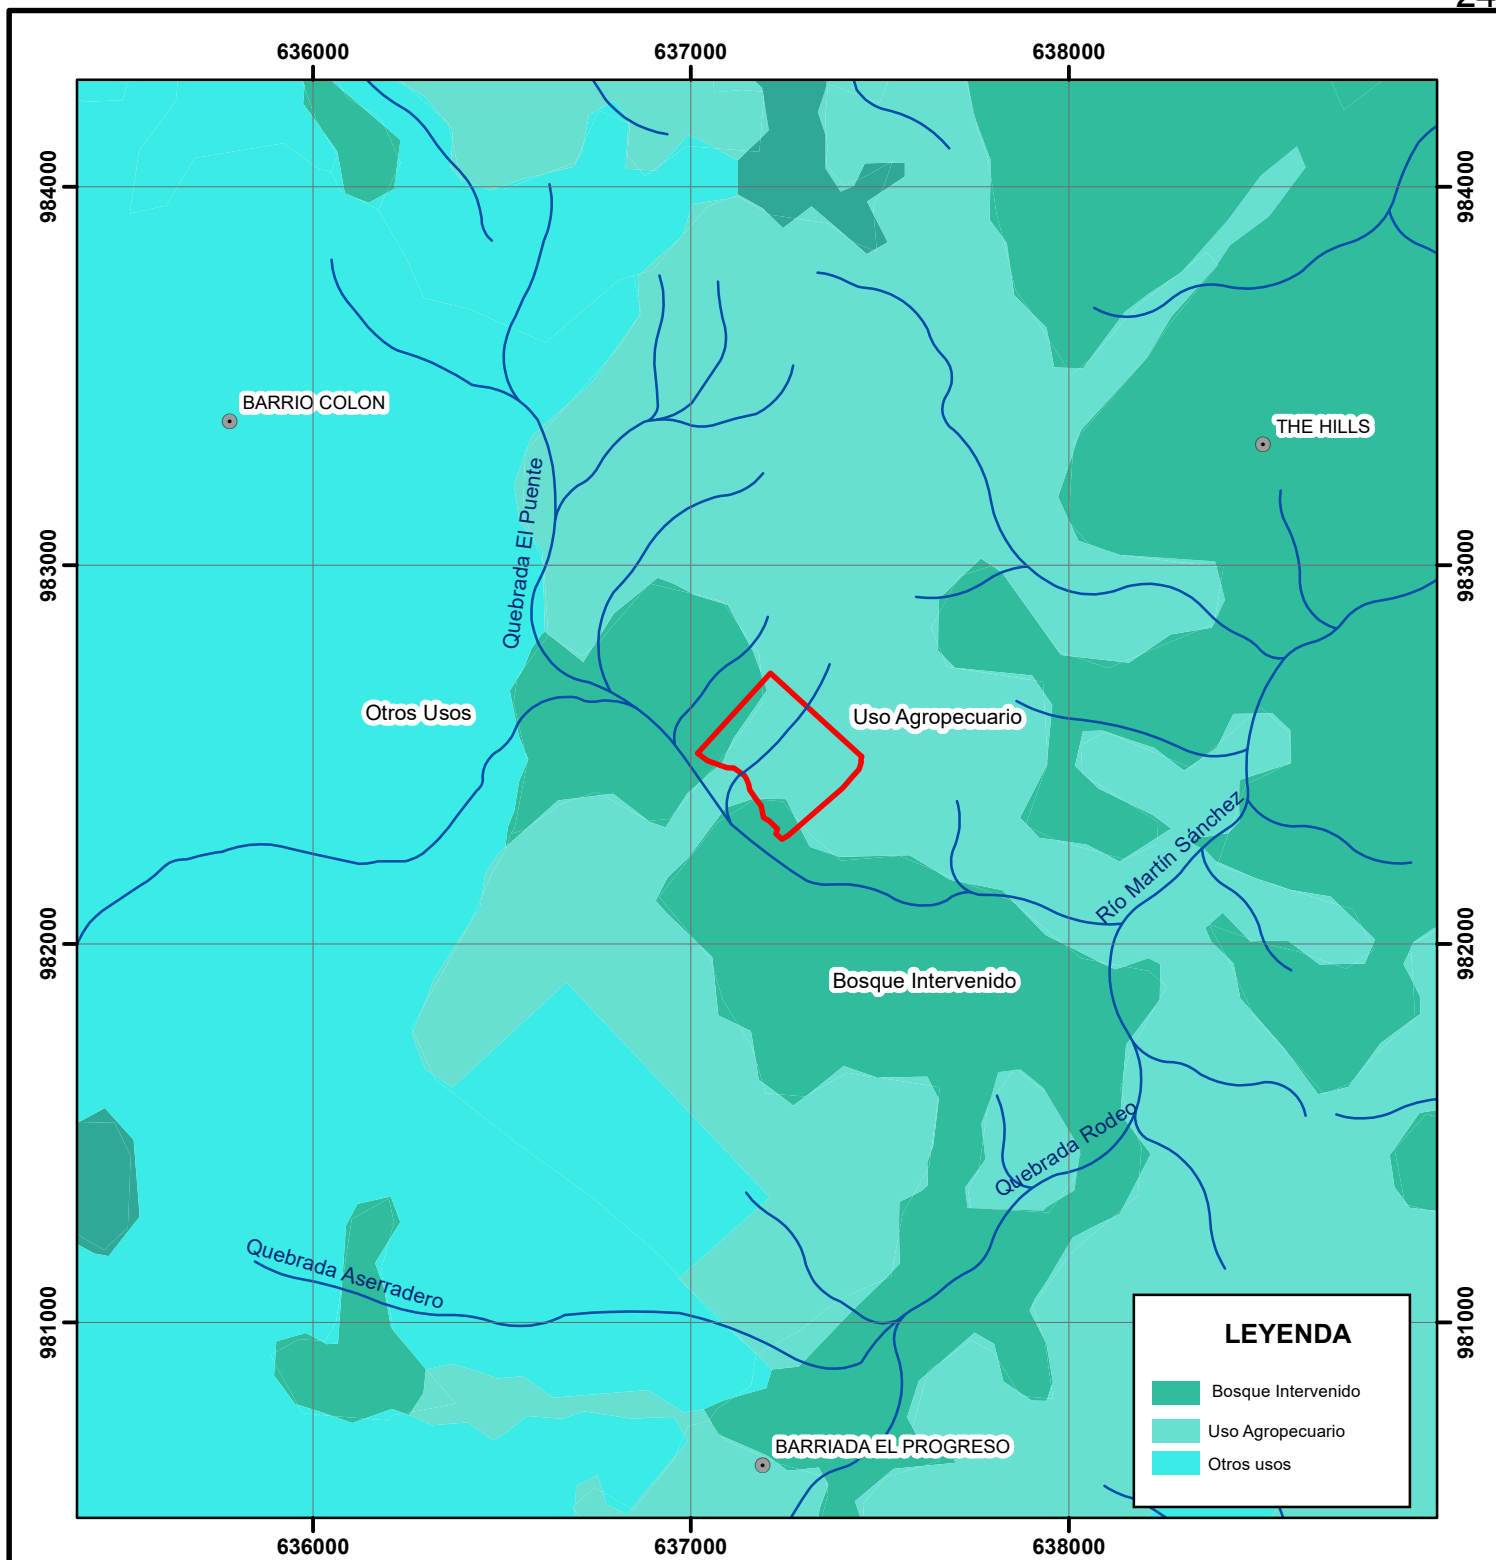 636000
637000
638000
984000
984000
BARRIO COLON
THE HILLS
Quebrada El Puente
983000
983000
Otros Usos
Uso Agropecuario
Río Martín Sánchez
982000
982000
Bosque Intervenido
Quebrada Rodeo
Quebrada Aserradero
981000
981000
LEYENDA
Bosque Intervenido
Uso Agropecuario
Otros usos
BARRIADA EL PROGRESO
636000
637000
638000